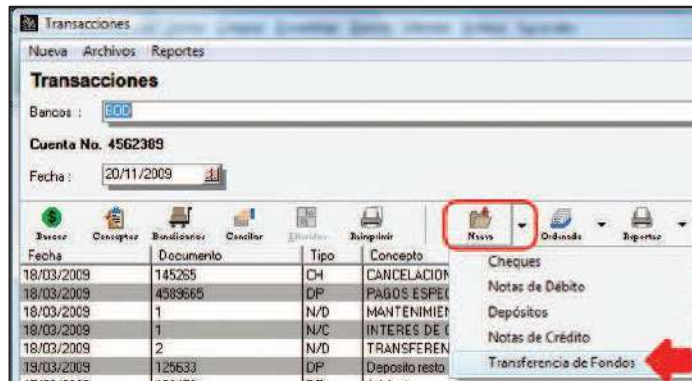 Transacciones
Nueva Archivos Reportes
Transacciones
Bancos : BOD
Cuenta No. 4562389
Fecha : 20/11/2009
Bancos Conceptos Beneficiarios Conciliar Reimprimir Nueva Ordenado Reportes
Fecha Documento Tipo Concepto
18/03/2009 145265 CH CANCELACION
18/03/2009 4589665 DP PAGOS ESPE
18/03/2009 1 N/D MANTENIMIEN
18/03/2009 1 N/C INTERES DE
18/03/2009 2 N/D TRANSFEREN
19/03/2009 125633 DP Deposito resto
Cheques
Notas de Débito
Depósitos
Notas de Crédito
Transferencia de Fondos